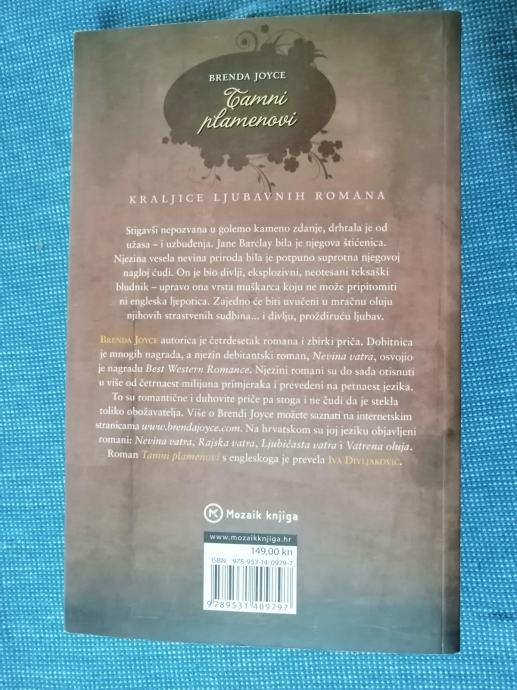 BRENDA JOYCE
Tamni
plamenovi
KRALJICE LJUBAVNIH ROMANA
Stigavši nepozvana u golemo kameno zdanje, drhtala je od
užasa – i uzbuđenja. Jane Barclay bila je njegova štićenica.
Njezina vesela nevina priroda bila je potpuno suprotna njegovoj
nagloj ćudi. On je bio divlji, eksplozivni, neotesani teksaški
bludnik – upravo ona vrsta muškarca koju ne može pripitomiti
ni engleska ljepotica. Zajedno će biti uvučeni u mračnu oluju
njihovih strastvenih sudbina... i divlju, proždiruću ljubav.
BRENDA JOYCE autorica je četrdesetak romana i zbirki priča. Dobitnica
je mnogih nagrada, a njezin debitantski roman, Nevina vatra, osvojio
je nagradu Best Western Romance. Njezini romani su do sada otisnuti
u više od četrnaest milijuna primjeraka i prevedeni na petnaest jezika.
To su romantične i duhovite priče pa stoga i ne čudi da je stekla
toliko obožavatelja. Više o Brendi Joyce možete saznati na internetskim
stranicama www.brendajoyce.com. Na hrvatskom su joj jeziku objavljeni
romani: Nevina vatra, Rajska vatra, Ljubičasta vatra i Vatrena oluja.
Roman Tamni plamenovi s engleskoga je prevela IVA DIVLJAKOVIĆ.
Mozaik knjiga
www.mozaikknjiga.hr
149,00 kn
ISBN 978-953-14-0979-7
9789531409797